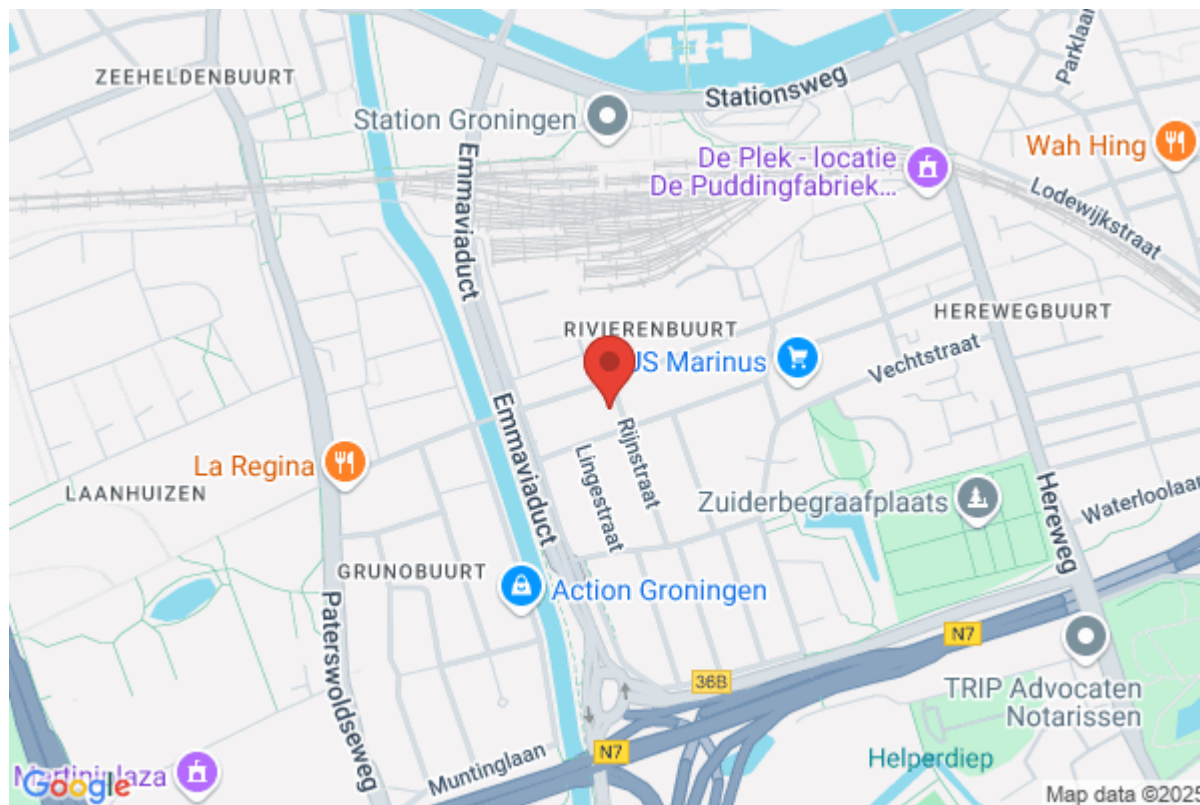 Parklaan
ZEEHELDENBUURT
Stationsweg
Station Groningen
Emmaviaduct
De Plek - locatie
De Puddingfabriek...
Wah Hing
Lodewijkstraat
HEREWEGBUURT
RIVIERENBUURT
JS Marinus
Vechtstraat
Emmaviaduct
Rijnstraat
Lingestraat
La Regina
LAANHUIZEN
Zuiderbegraafplaats
Hereweg
Waterloolaan
GRUNOBUURT
Action Groningen
Paterswoldseweg
N7
36B
TRIP Advocaten
Notarissen
N7
Muntinglaan
Helperdiep
Google
Map data ©2025